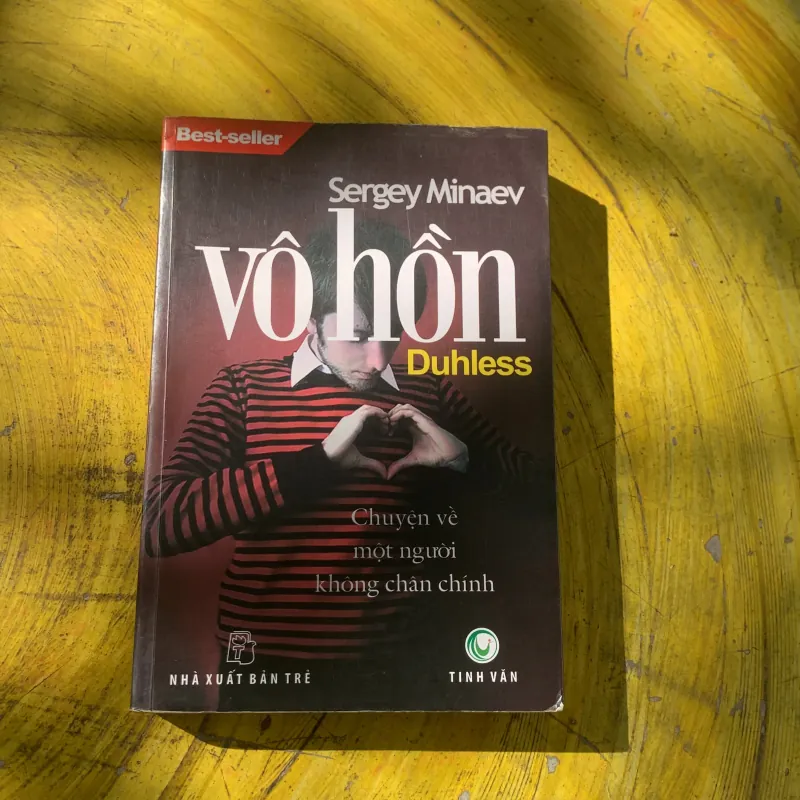 Best-seller
Sergey Minaev
vô hồn
Duhless
Chuyện về
một người
không chân chính
NHÀ XUẤT BẢN TRẺ
TINH VĂN